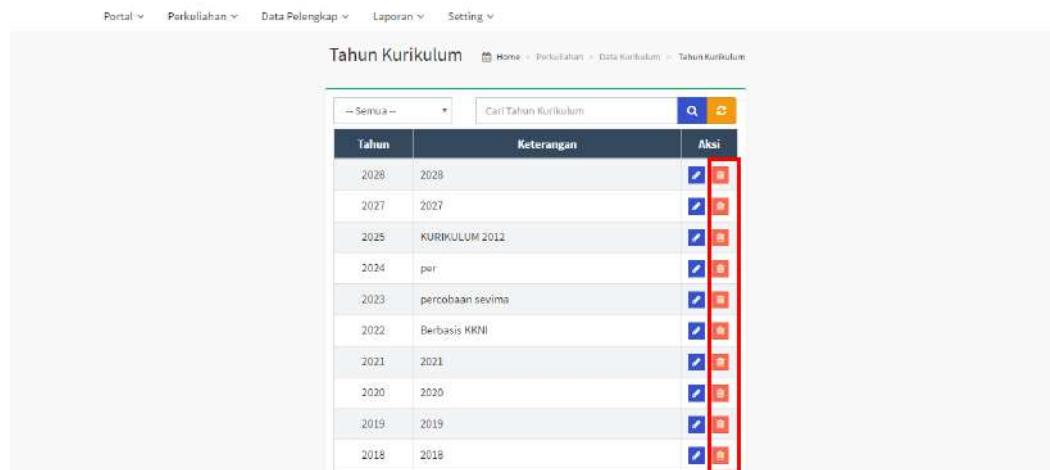 Portal Perkuliahan Data Pelengkap Laporan Setting
Tahun Kurikulum Home > Perkuliahan > Data Kurikulum > Tahun Kurikulum
-- Semua -- Cari Tahun Kurikulum
Tahun Keterangan Aksi
2028 2028
2027 2027
2025 KURIKULUM 2012
2024 per
2023 percobaan sevima
2022 Berbasis KKNI
2021 2021
2020 2020
2019 2019
2018 2018